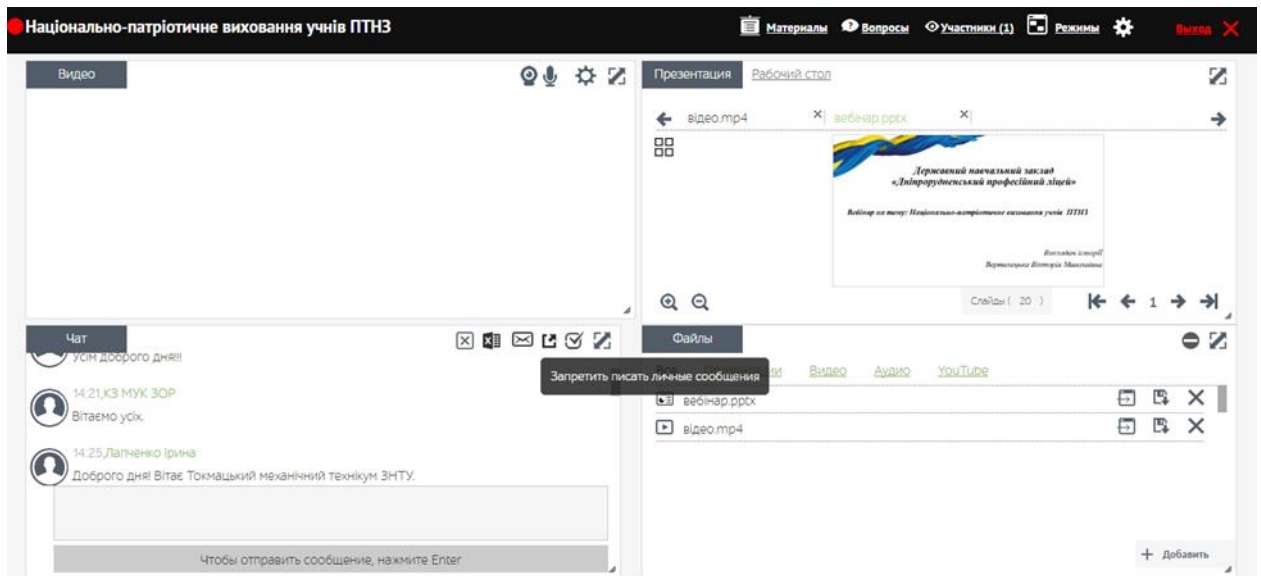 Національно-патріотичне виховання учнів ПТНЗ
Материалы Вопросы Участники (1) Режимы Выход
Видео
Презентация Рабочий стол
відео.mp4 вебінар.pptx
Державний навчальний заклад
«Дніпрорудненський професійний ліцей»
Вебінар на тему: Національно-патріотичне виховання учнів ПТНЗ
Викладач історії
Вікторія Миколаївна
Слайды ( 20 ) 1
Чат
Усім доброго дня!!!
14:21,КЗ МУК ЗОР
Вітаємо усіх.
14:25,Лапченко Ірина
Доброго дня! Вітає Токмацький механічний технікум ЗНТУ.
Чтобы отправить сообщение, нажмите Enter
Запретить писать личные сообщения
Файлы
Видео Аудио YouTube
вебінар.pptx
відео.mp4
+ Добавить